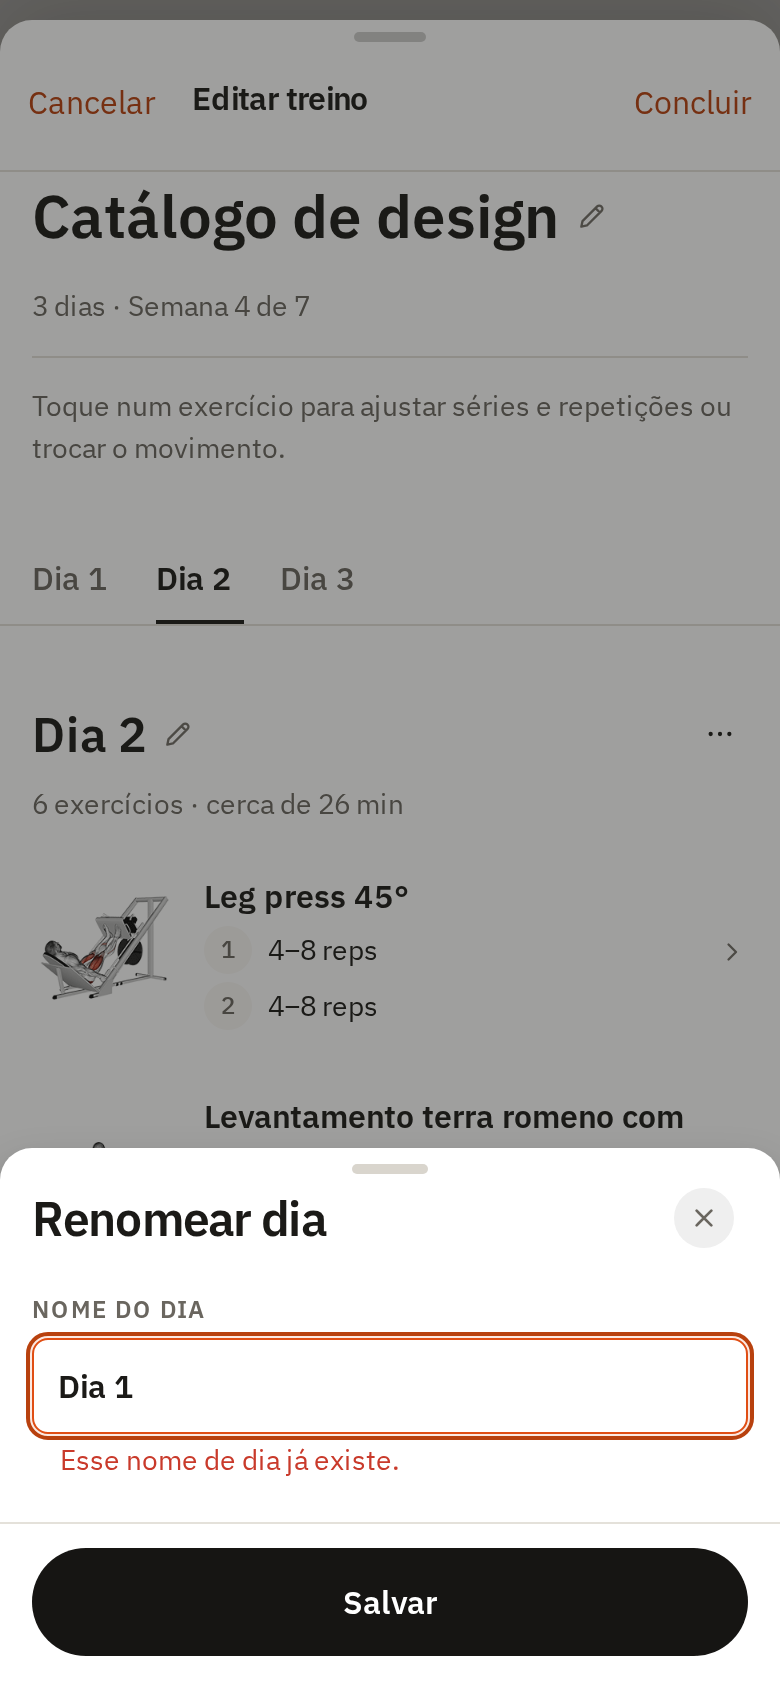 Cancelar
Editar treino
Concluir
Catálogo de design
3 dias · Semana 4 de 7
Toque num exercício para ajustar séries e repetições ou
trocar o movimento.
Dia 1
Dia 2
Dia 3
Dia 2
...
6 exercícios · cerca de 26 min
Leg press 45°
1 4–8 reps
2 4–8 reps
Levantamento terra romeno com
Renomear dia
NOME DO DIA
Dia 1
Esse nome de dia já existe.
Salvar